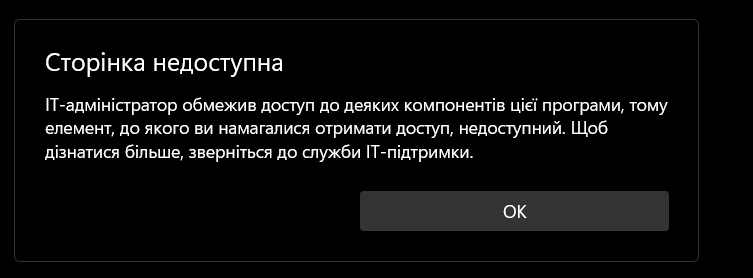 Сторінка недоступна
ІТ-адміністратор обмежив доступ до деяких компонентів цієї програми, тому
елемент, до якого ви намагалися отримати доступ, недоступний. Щоб
дізнатися більше, зверніться до служби ІТ-підтримки.
ОК